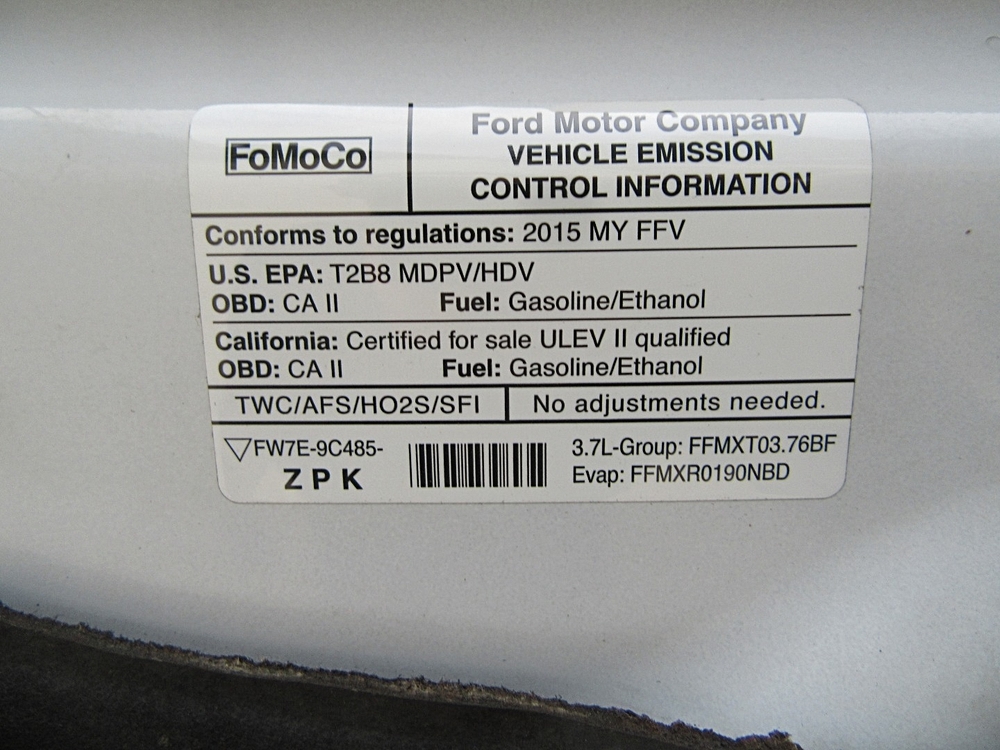 FoMoCo
Ford Motor Company
VEHICLE EMISSION
CONTROL INFORMATION
Conforms to regulations: 2015 MY FFV
U.S. EPA: T2B8 MDPV/HDV
OBD: CA II Fuel: Gasoline/Ethanol
California: Certified for sale ULEV II qualified
OBD: CA II Fuel: Gasoline/Ethanol
TWC/AFS/HO2S/SFI No adjustments needed.
FW7E-9C485-
Z P K
3.7L-Group: FFMXT03.76BF
Evap: FFMXR0190NBD